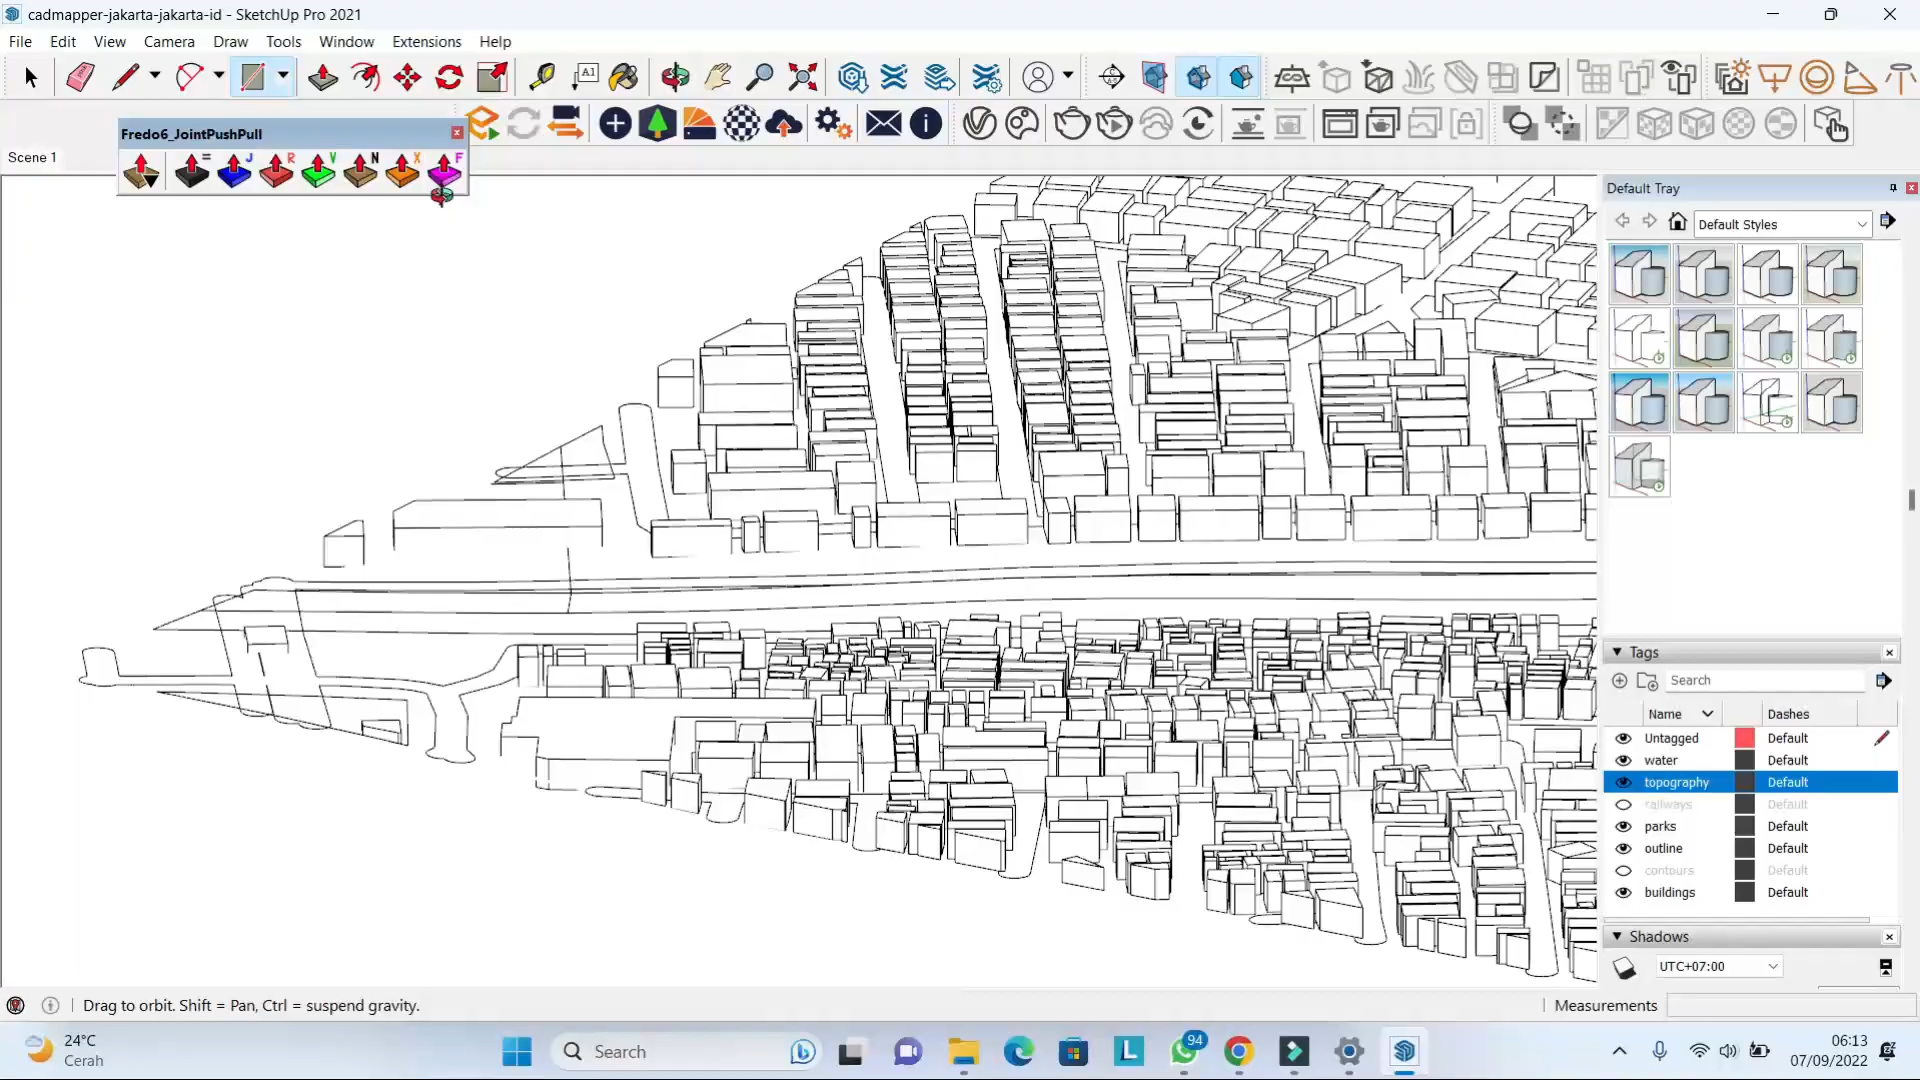 cadmapper-jakarta-jakarta-id - SketchUp Pro 2021
File Edit View Camera Draw Tools Window Extensions Help
A1
Fredo6_JointPushPull
Scene 1
= J R V N X F
Default Tray
Default Styles
Tags
Search
Name Dashes
Untagged Default
water Default
topography Default
railways Default
parks Default
outline Default
contours Default
buildings Default
Shadows
UTC+07:00
Drag to orbit. Shift = Pan, Ctrl = suspend gravity.
Measurements
24°C
Cerah
Search
L
94
06:13
07/09/2022